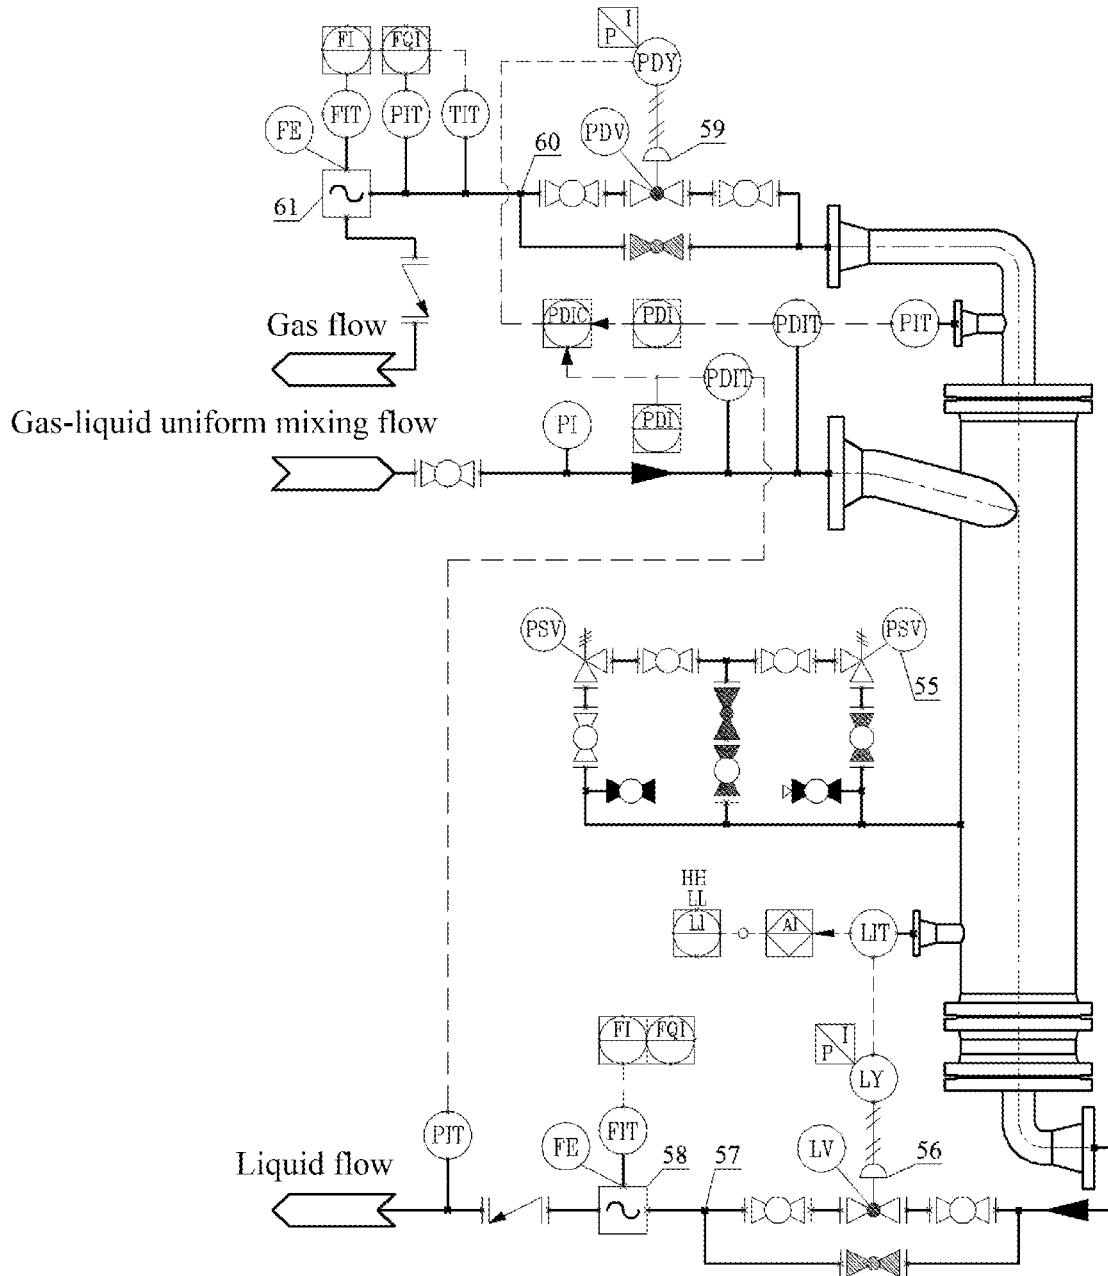 I
P
PDY
FI
FQI
FIT
PIT
TIT
FE
PDV
59
60
61
PDIC
PDI
PDIT
PIT
Gas flow
PDIT
PDI
PI
Gas-liquid uniform mixing flow
PSV
PSV
55
HH
LL
LI
AI
LIT
FI
FQI
I
P
LY
PIT
FIT
FE
58
57
LV
56
Liquid flow